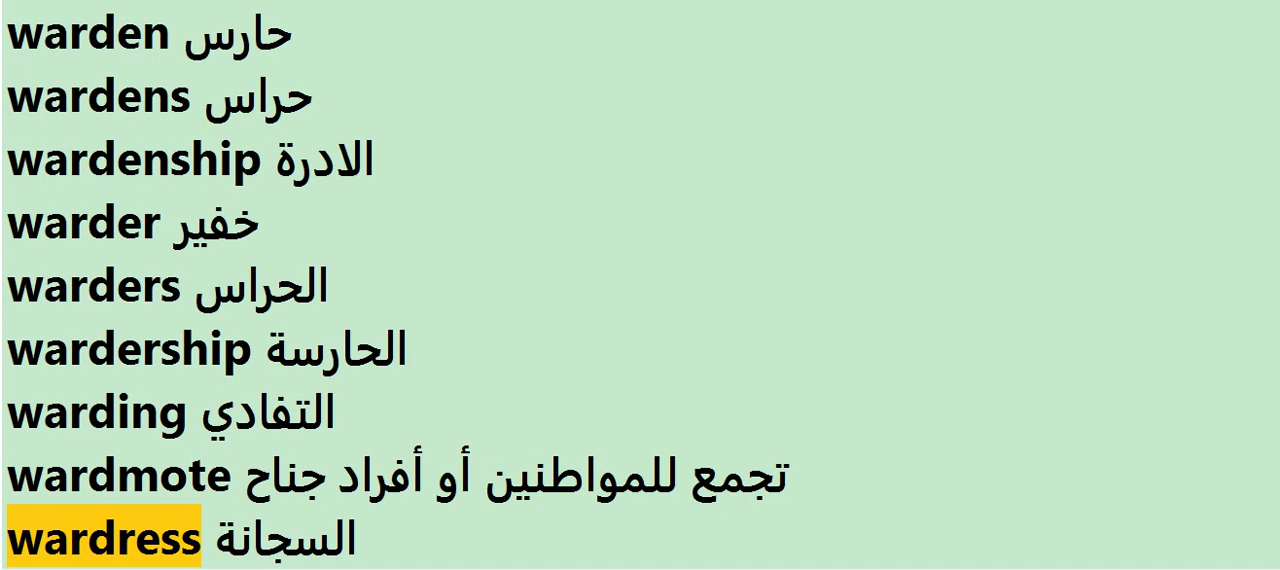 warden حارس
wardens حراس
wardenship الادرة
warder خفير
warders الحراس
wardership الحارسة
warding التفادي
wardmote تجمع للمواطنين أو أفراد جناح
wardress السجانة